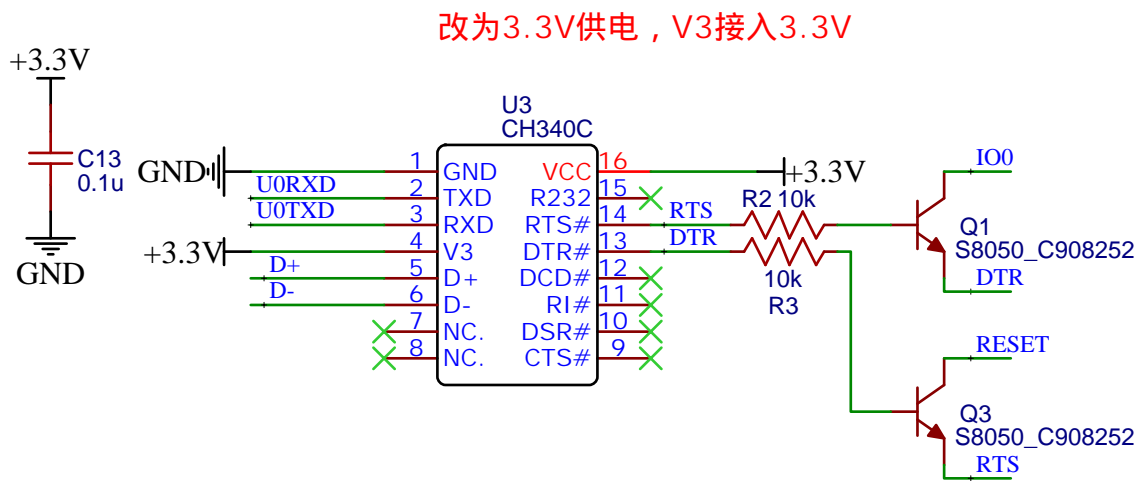 改为3.3V供电，V3接入3.3V
+3.3V
C13
0.1u
GND
U3
CH340C
GND
U0RXD
U0TXD
+3.3V
D+
D-
1 GND
2 TXD
3 RXD
4 V3
5 D+
6 D-
7 NC.
8 NC.
VCC 16
R232 15
RTS# 14
DTR# 13
DCD# 12
RI# 11
DSR# 10
CTS# 9
+3.3V
RTS
R2 10k
DTR
10k
R3
IO0
Q1
S8050_C908252
DTR
RESET
Q3
S8050_C908252
RTS